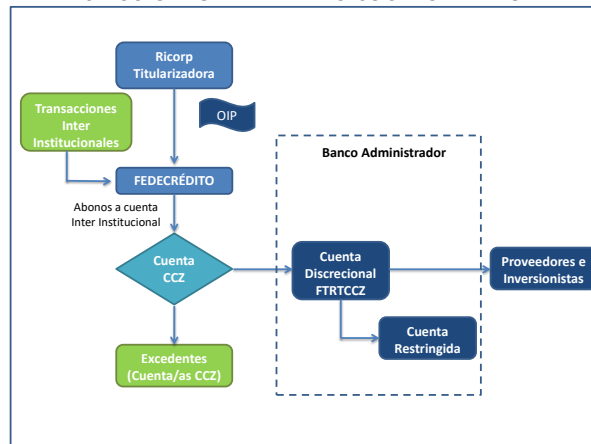 Ricorp
Titularizadora
Transacciones
Inter
Institucionales
OIP
Banco Administrador
FEDECRÉDITO
Abonos a cuenta
Inter Institucional
Cuenta
CCZ
Cuenta
Discrecional
FTRTCCZ
Proveedores e
Inversionistas
Cuenta
Restringida
Excedentes
(Cuenta/as CCZ)